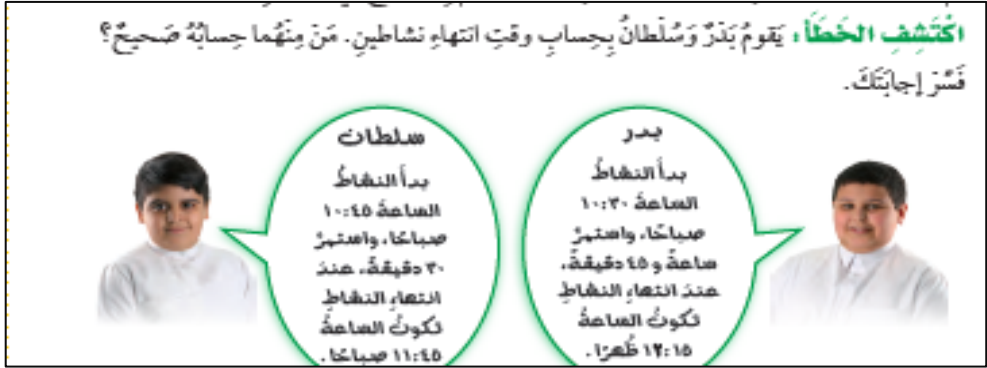 اكْتَشِفِ الخَطَأَ: يَقومُ بَدْرٌ وَسُلْطانٌ بِحِسابِ وقتِ انتهاءِ نشاطينِ. مَنْ مِنْهُما حِسابُهُ صَحيحٌ؟
فَسِّرْ إجابَتَكَ.
بدر
بدأَ النشاطُ
الساعةَ ١٠:٣٠
صباحًا، واستمرَّ
ساعةً و ٤٥ دقيقةً،
عندَ انتهاءِ النشاطِ
تكونُ الساعةُ
١٢:١٥ ظُهرًا.
سلطان
بدأَ النشاطُ
الساعةَ ١٠:٤٥
صباحًا، واستمرَّ
٣٠ دقيقةً، عندَ
انتهاءِ النشاطِ
تكونُ الساعةُ
١١:٤٥ صباحًا.